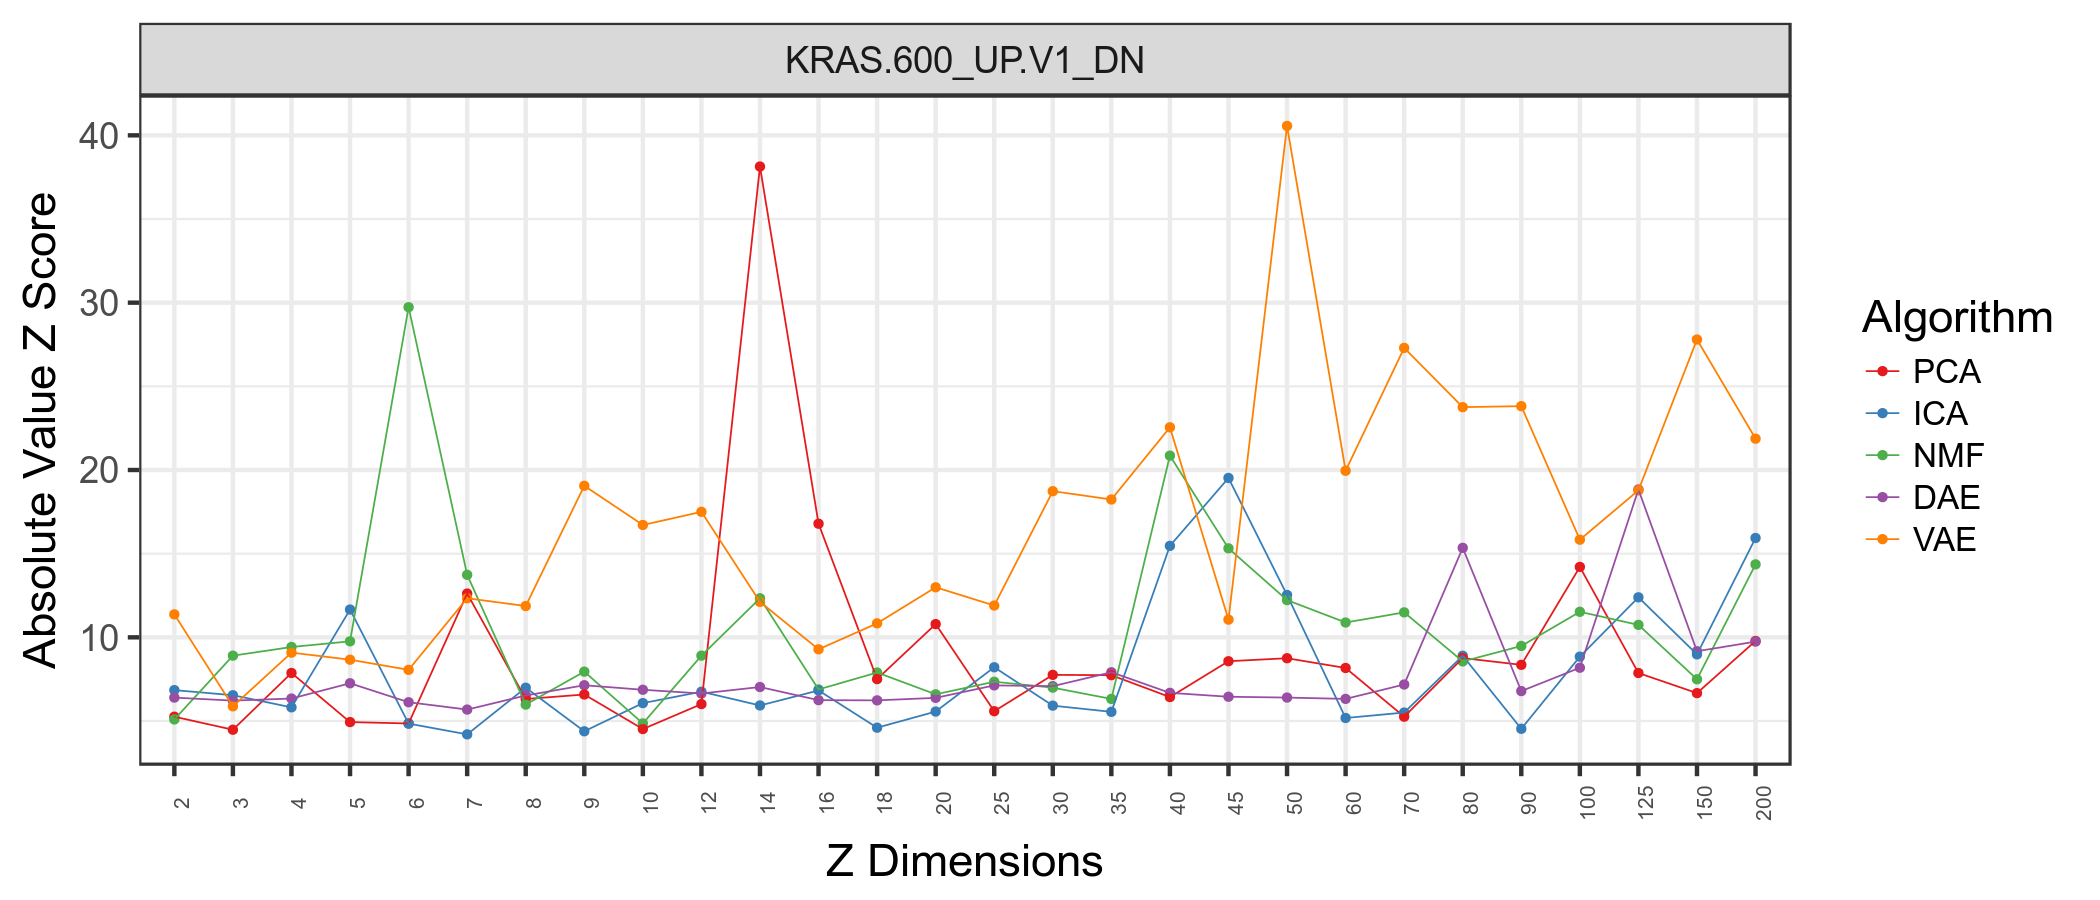 KRAS.600_UP.V1_DN
Absolute Value Z Score
40
30
20
10
2 3 4 5 6 7 8 9 10 12 14 16 18 20 25 30 35 40 45 50 60 70 80 90 100 125 150 200
Z Dimensions
Algorithm
PCA
ICA
NMF
DAE
VAE